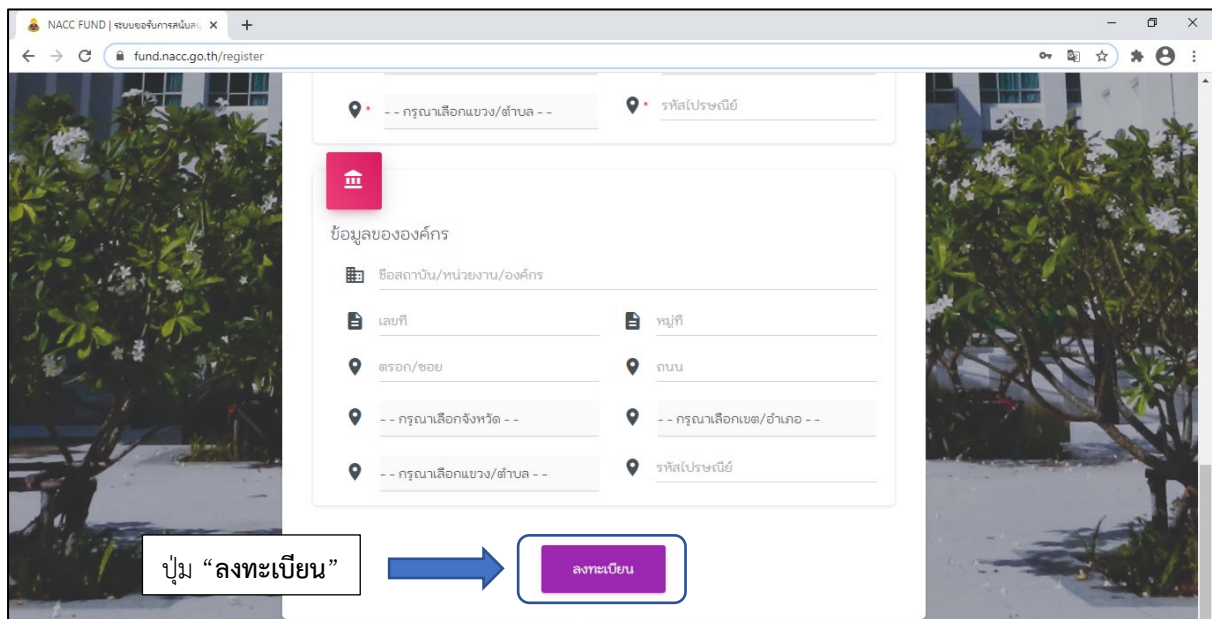 NACC FUND | ระบบขอรับการสนับส
fund.nacc.go.th/register
* - - กรุณาเลือกแขวง/ตำบล - - * รหัสไปรษณีย์
ข้อมูลขององค์กร
ชื่อสถาบัน/หน่วยงาน/องค์กร
เลขที่ หมู่ที่
ตรอก/ซอย ถนน
- - กรุณาเลือกจังหวัด - - - - กรุณาเลือกเขต/อำเภอ - -
- - กรุณาเลือกแขวง/ตำบล - - รหัสไปรษณีย์
ปุ่ม “ลงทะเบียน” ลงทะเบียน